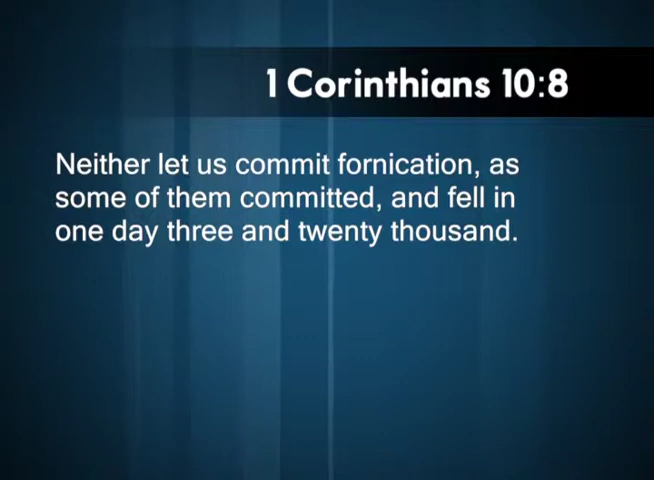 1 Corinthians 10:8
Neither let us commit fornication, as
some of them committed, and fell in
one day three and twenty thousand.